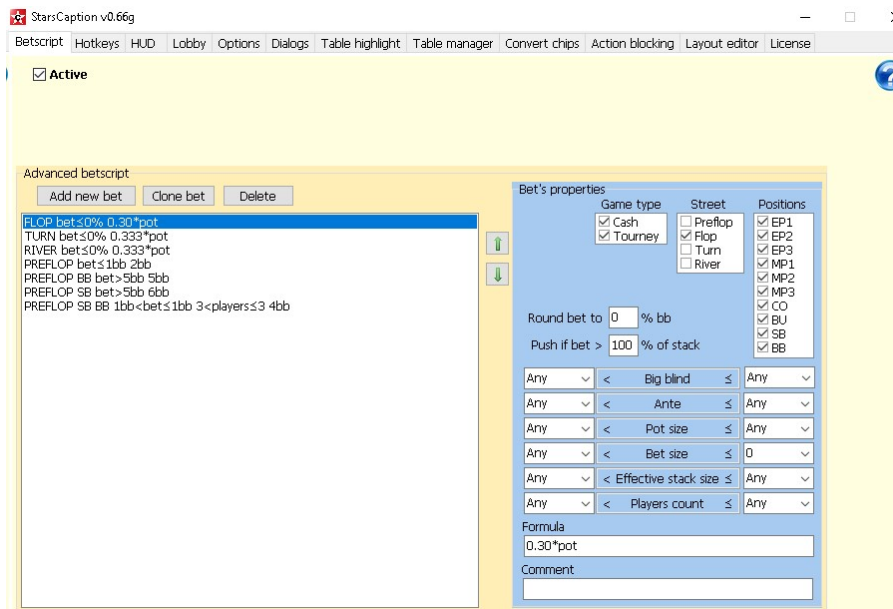 StarsCaption v0.66g
Betscript Hotkeys HUD Lobby Options Dialogs Table highlight Table manager Convert chips Action blocking Layout editor License
Active
Advanced betscript
Add new bet Clone bet Delete
FLOP bet≤0% 0.30*pot
TURN bet≤0% 0.333*pot
RIVER bet≤0% 0.333*pot
PREFLOP bet≤1bb 2bb
PREFLOP BB bet>5bb 5bb
PREFLOP SB bet>5bb 6bb
PREFLOP SB BB 1bb<bet≤1bb 3<players≤3 4bb
Bet's properties
Game type Street Positions
Cash Preflop EP1
Tourney Flop EP2
Turn EP3
River MP1
MP2
MP3
CO
Round bet to 0 % bb BU
SB
Push if bet > 100 % of stack BB
Any < Big blind ≤ Any
Any < Ante ≤ Any
Any < Pot size ≤ Any
Any < Bet size ≤ 0
Any < Effective stack size ≤ Any
Any < Players count ≤ Any
Formula
0.30*pot
Comment